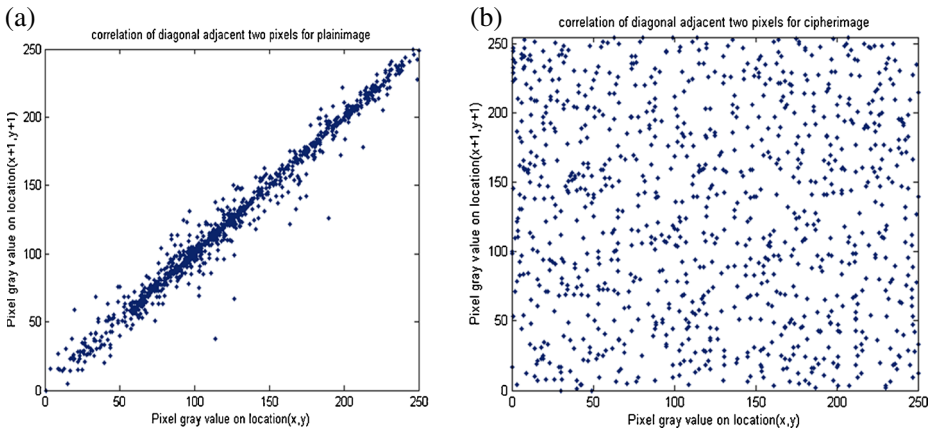 (a)
correlation of diagonal adjacent two pixels for plainimage
Pixel gray value on location(x+1,y+1)
250
200
150
100
50
0
0 50 100 150 200 250
Pixel gray value on location(x,y)
(b)
correlation of diagonal adjacent two pixels for cipherimage
Pixel gray value on location(x+1,y+1)
250
200
150
100
50
0
0 50 100 150 200 250
Pixel gray value on location(x,y)